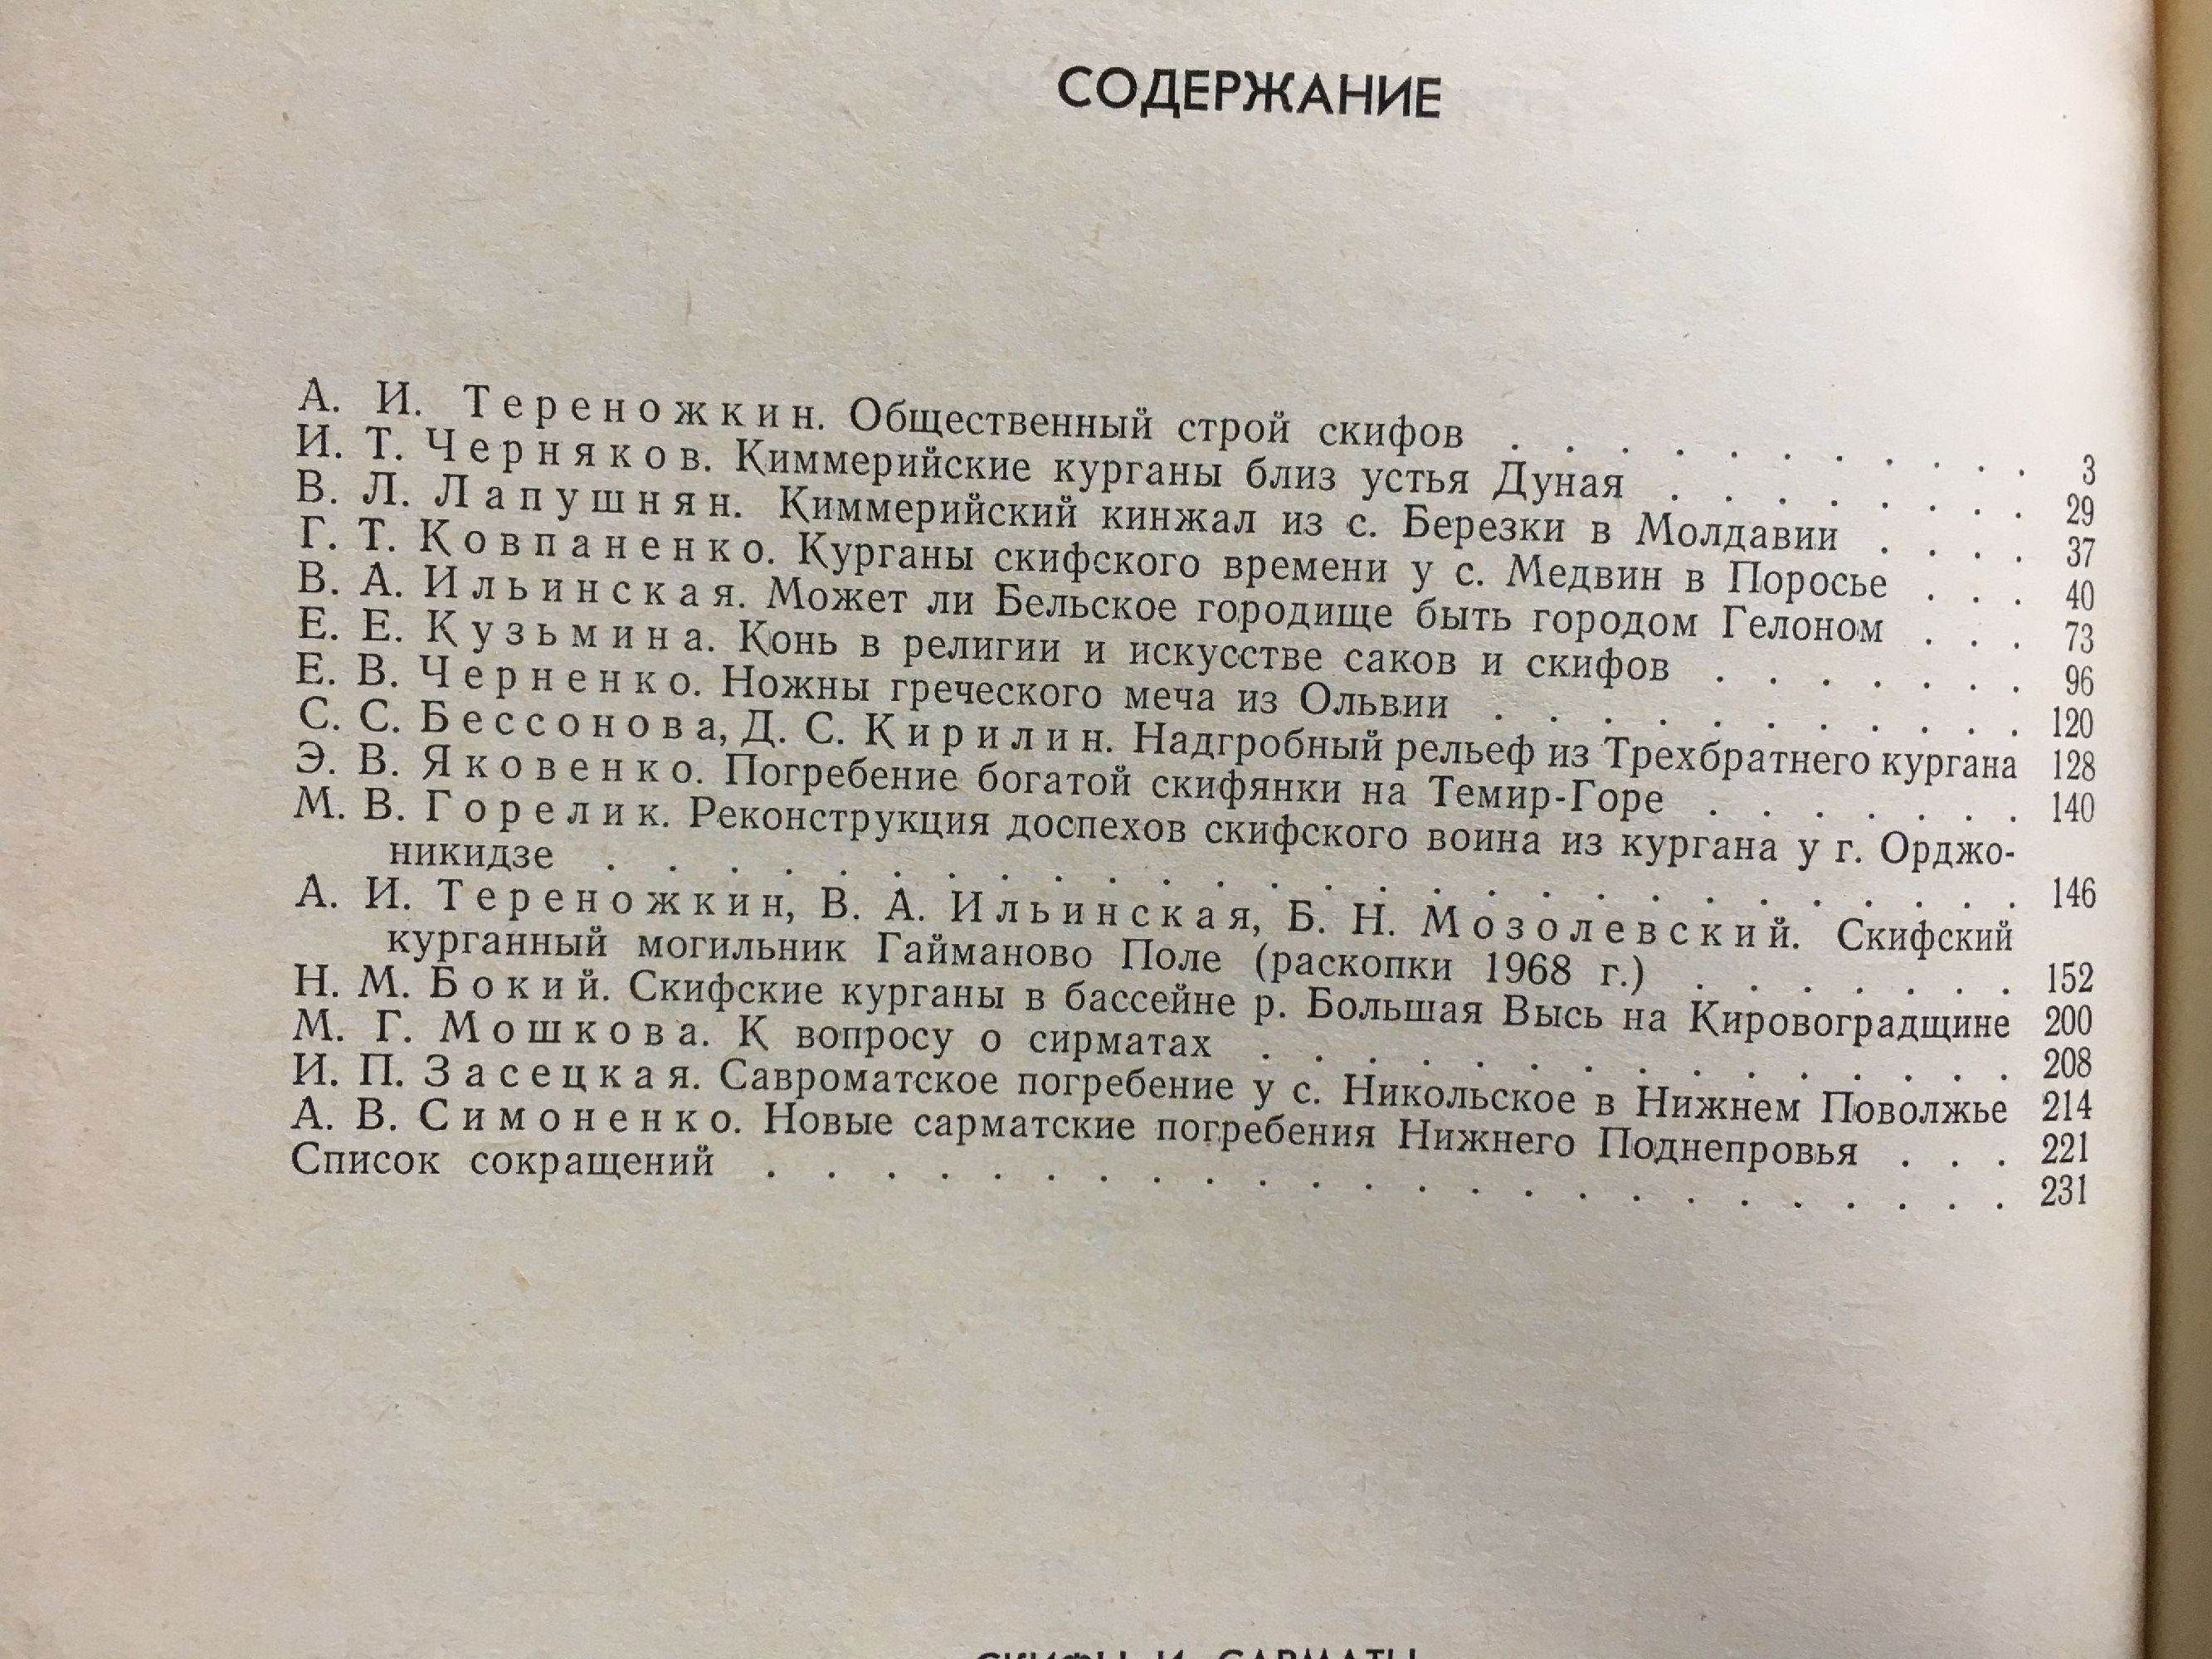 СОДЕРЖАНИЕ
А. И. Тереножкин. Общественный строй скифов . . . . . . . . . . 3
И. Т. Черняков. Киммерийские курганы близ устья Дуная . . . . . . . 29
В. Л. Лапушнян. Киммерийский кинжал из с. Березки в Молдавии . . . . 37
Г. Т. Ковпаненко. Курганы скифского времени у с. Медвин в Поросье . . . 40
В. А. Ильинская. Может ли Бельское городище быть городом Гелоном . . . 73
Е. Е. Кузьмина. Конь в религии и искусстве саков и скифов . . . . . . . 96
Е. В. Черненко. Ножны греческого меча из Ольвии . . . . . . . . . . 120
С. С. Бессонова, Д. С. Кирилин. Надгробный рельеф из Трехбратнего кургана 128
Э. В. Яковенко. Погребение богатой скифянки на Темир-Горе . . . . . . 140
М. В. Горелик. Реконструкция доспехов скифского воина из кургана у г. Орджо-
никидзе . . . . . . . . . . . . . . . . . . . . . . . . . . 146
А. И. Тереножкин, В. А. Ильинская, Б. Н. Мозолевский. Скифский
курганный могильник Гайманово Поле (раскопки 1968 г.) . . . . . . . 152
Н. М. Бокий. Скифские курганы в бассейне р. Большая Высь на Кировоградщине 200
М. Г. Мошкова. К вопросу о сирматах . . . . . . . . . . . . . . 208
И. П. Засецкая. Савроматское погребение у с. Никольское в Нижнем Поволжье 214
А. В. Симоненко. Новые сарматские погребения Нижнего Поднепровья . . . 221
Список сокращений . . . . . . . . . . . . . . . . . . . . . . . 231
СКИФЫ И САРМАТЫ